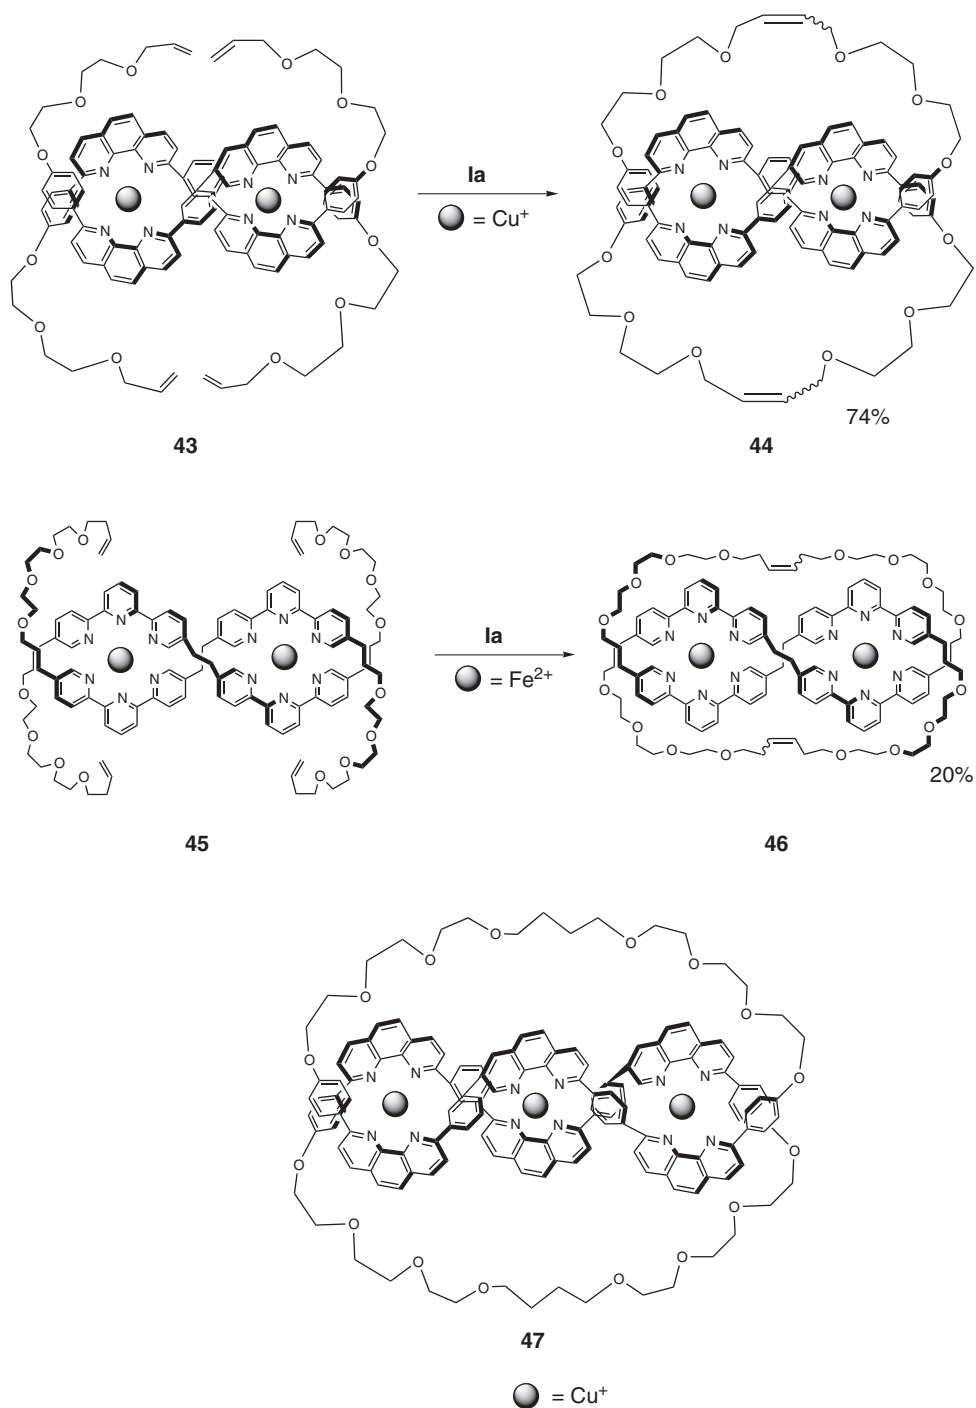 Ia
= Cu+
74%
43
44
Ia
= Fe2+
20%
45
46
47
= Cu+